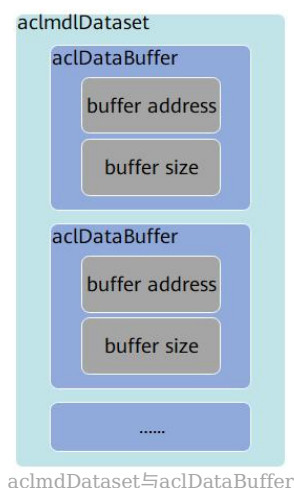 aclmdlDataset
aclDataBuffer
buffer address
buffer size
aclDataBuffer
buffer address
buffer size
......
aclmdDataset与aclDataBuffer